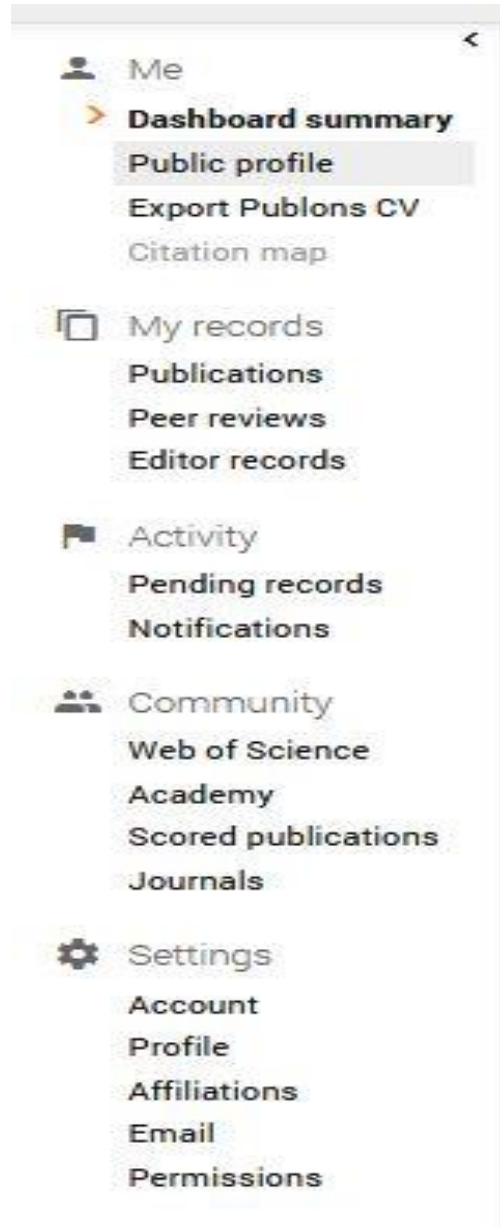 Me
Dashboard summary
Public profile
Export Publons CV
Citation map
My records
Publications
Peer reviews
Editor records
Activity
Pending records
Notifications
Community
Web of Science
Academy
Scored publications
Journals
Settings
Account
Profile
Affiliations
Email
Permissions